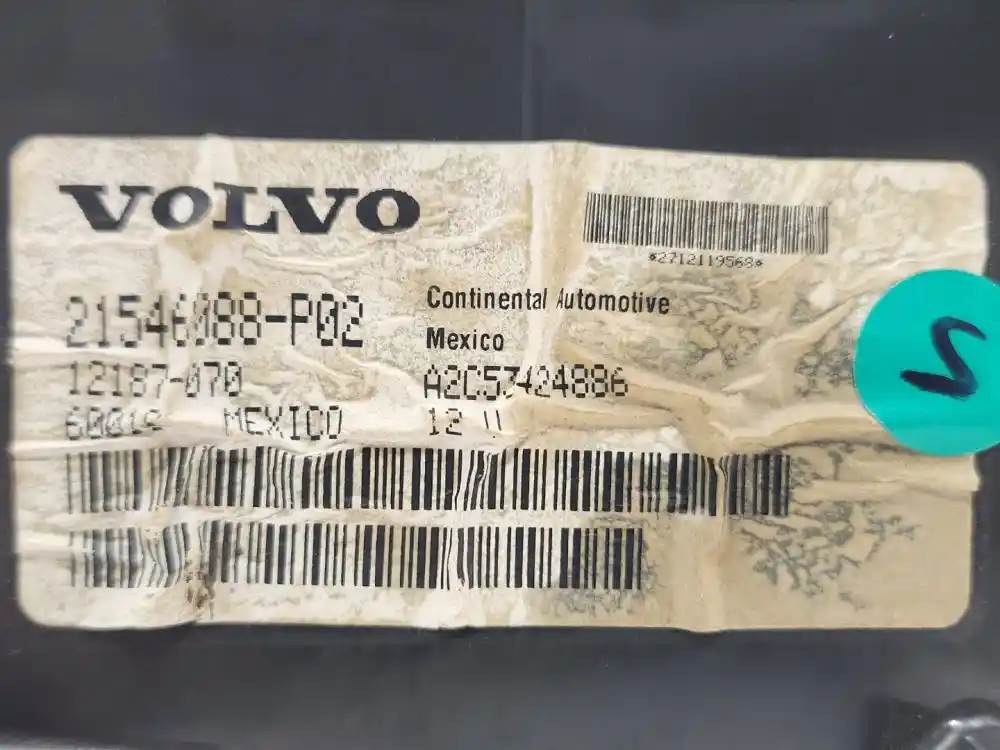 VOLVO
*2712119568*
21546088-P02
Continental Automotive
Mexico
12187-070
A2C53424886
MEXICO
12 V